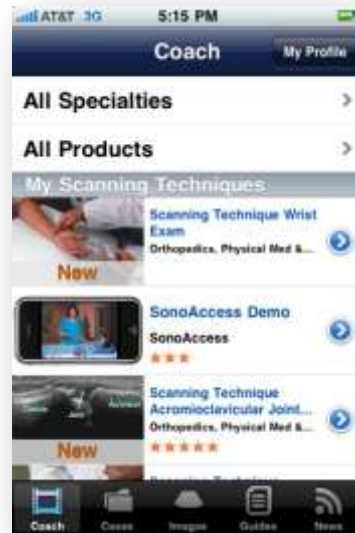 AT&T 3G 5:15 PM
Coach My Profile
All Specialties
All Products
My Scanning Techniques
Scanning Technique Wrist
Exam
Orthopedics, Physical Med &...
New
SonoAccess Demo
SonoAccess
Scanning Technique
Acromioclavicular Joint...
Orthopedics, Physical Med &...
New
Scanning Technique
Coach Cases Images Guides News